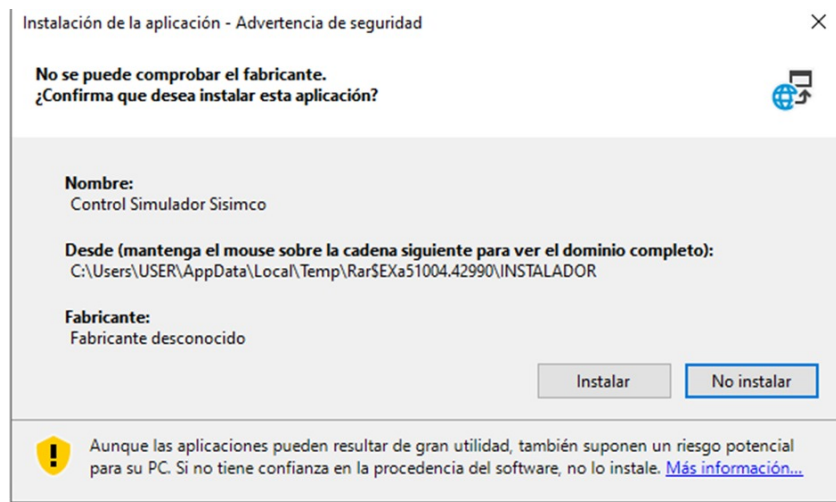 Instalación de la aplicación - Advertencia de seguridad
No se puede comprobar el fabricante.
¿Confirma que desea instalar esta aplicación?
Nombre:
Control Simulador Sisimco
Desde (mantenga el mouse sobre la cadena siguiente para ver el dominio completo):
C:\Users\USER\AppData\Local\Temp\Rar$EXa51004.42990\INSTALADOR
Fabricante:
Fabricante desconocido
Instalar No instalar
Aunque las aplicaciones pueden resultar de gran utilidad, también suponen un riesgo potencial
para su PC. Si no tiene confianza en la procedencia del software, no lo instale. Más información...